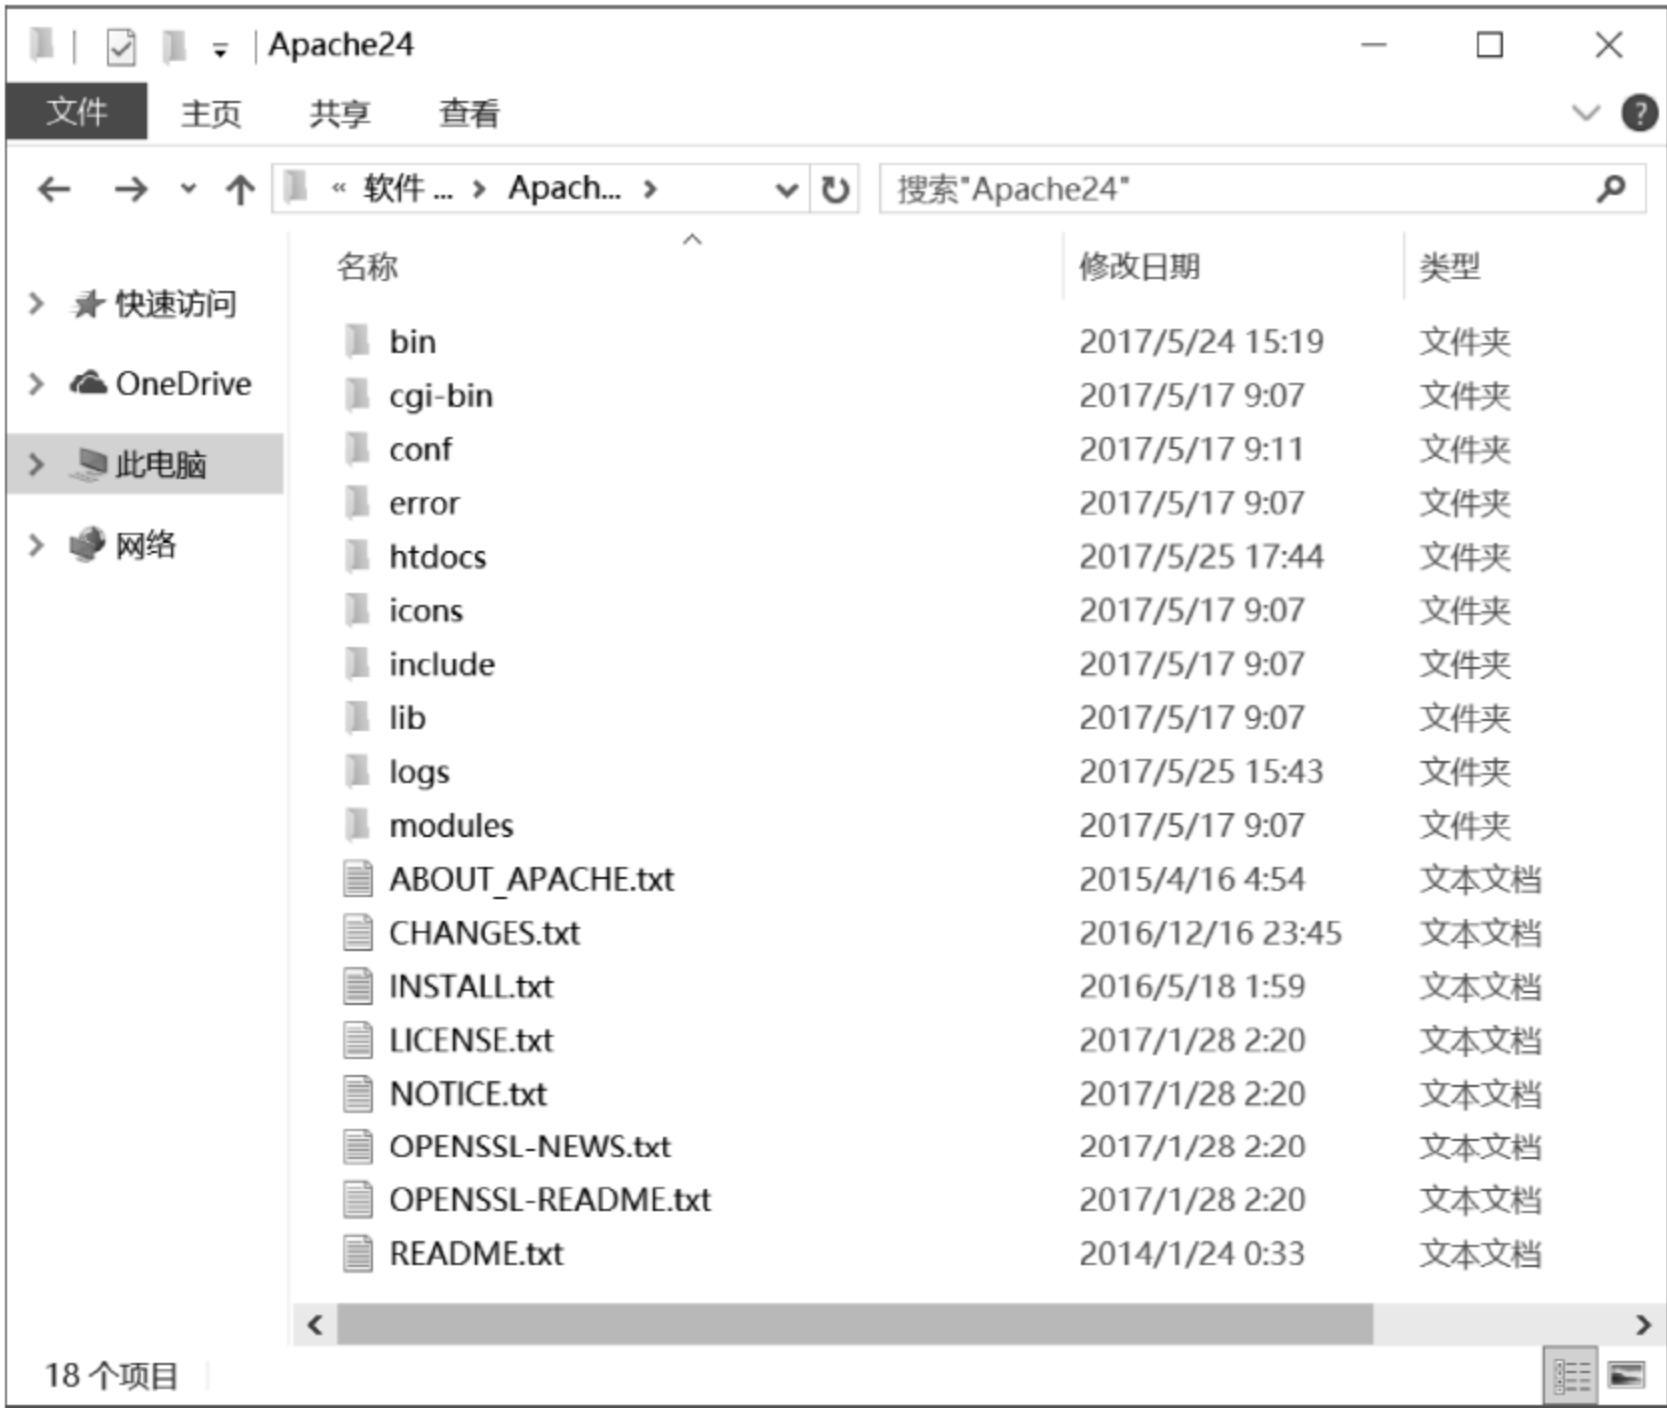 Apache24
文件 主页 共享 查看
« 软件 ... Apach... 搜索"Apache24"
名称 修改日期 类型
快速访问
OneDrive
此电脑
网络
bin 2017/5/24 15:19 文件夹
cgi-bin 2017/5/17 9:07 文件夹
conf 2017/5/17 9:11 文件夹
error 2017/5/17 9:07 文件夹
htdocs 2017/5/25 17:44 文件夹
icons 2017/5/17 9:07 文件夹
include 2017/5/17 9:07 文件夹
lib 2017/5/17 9:07 文件夹
logs 2017/5/25 15:43 文件夹
modules 2017/5/17 9:07 文件夹
ABOUT_APACHE.txt 2015/4/16 4:54 文本文档
CHANGES.txt 2016/12/16 23:45 文本文档
INSTALL.txt 2016/5/18 1:59 文本文档
LICENSE.txt 2017/1/28 2:20 文本文档
NOTICE.txt 2017/1/28 2:20 文本文档
OPENSSL-NEWS.txt 2017/1/28 2:20 文本文档
OPENSSL-README.txt 2017/1/28 2:20 文本文档
README.txt 2014/1/24 0:33 文本文档
18 个项目